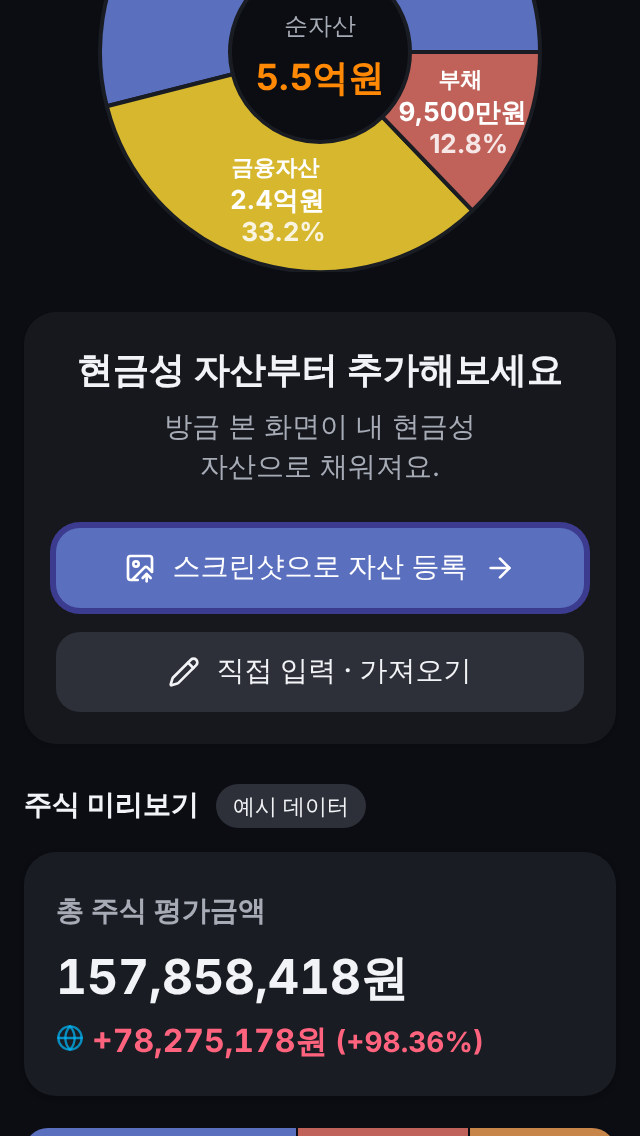 순자산
5.5억원
부채
9,500만원
12.8%
금융자산
2.4억원
33.2%
현금성 자산부터 추가해보세요
방금 본 화면이 내 현금성
자산으로 채워져요.
스크린샷으로 자산 등록
직접 입력 · 가져오기
주식 미리보기 예시 데이터
총 주식 평가금액
157,858,418원
+78,275,178원 (+98.36%)